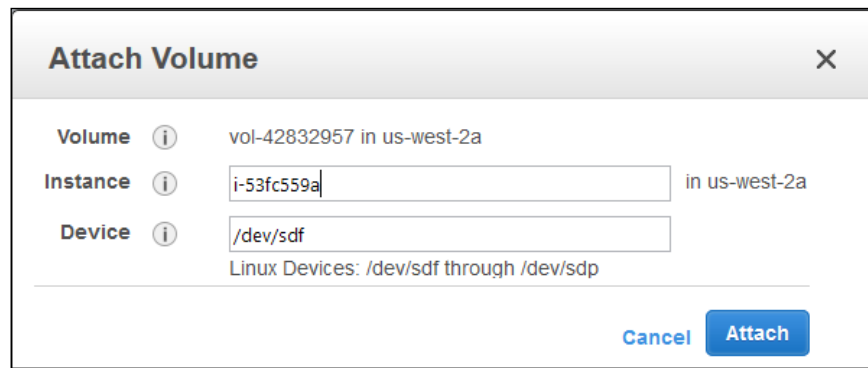 Attach Volume
Volume i vol-42832957 in us-west-2a
Instance i i-53fc559a in us-west-2a
Device i /dev/sdf
Linux Devices: /dev/sdf through /dev/sdp
Cancel Attach